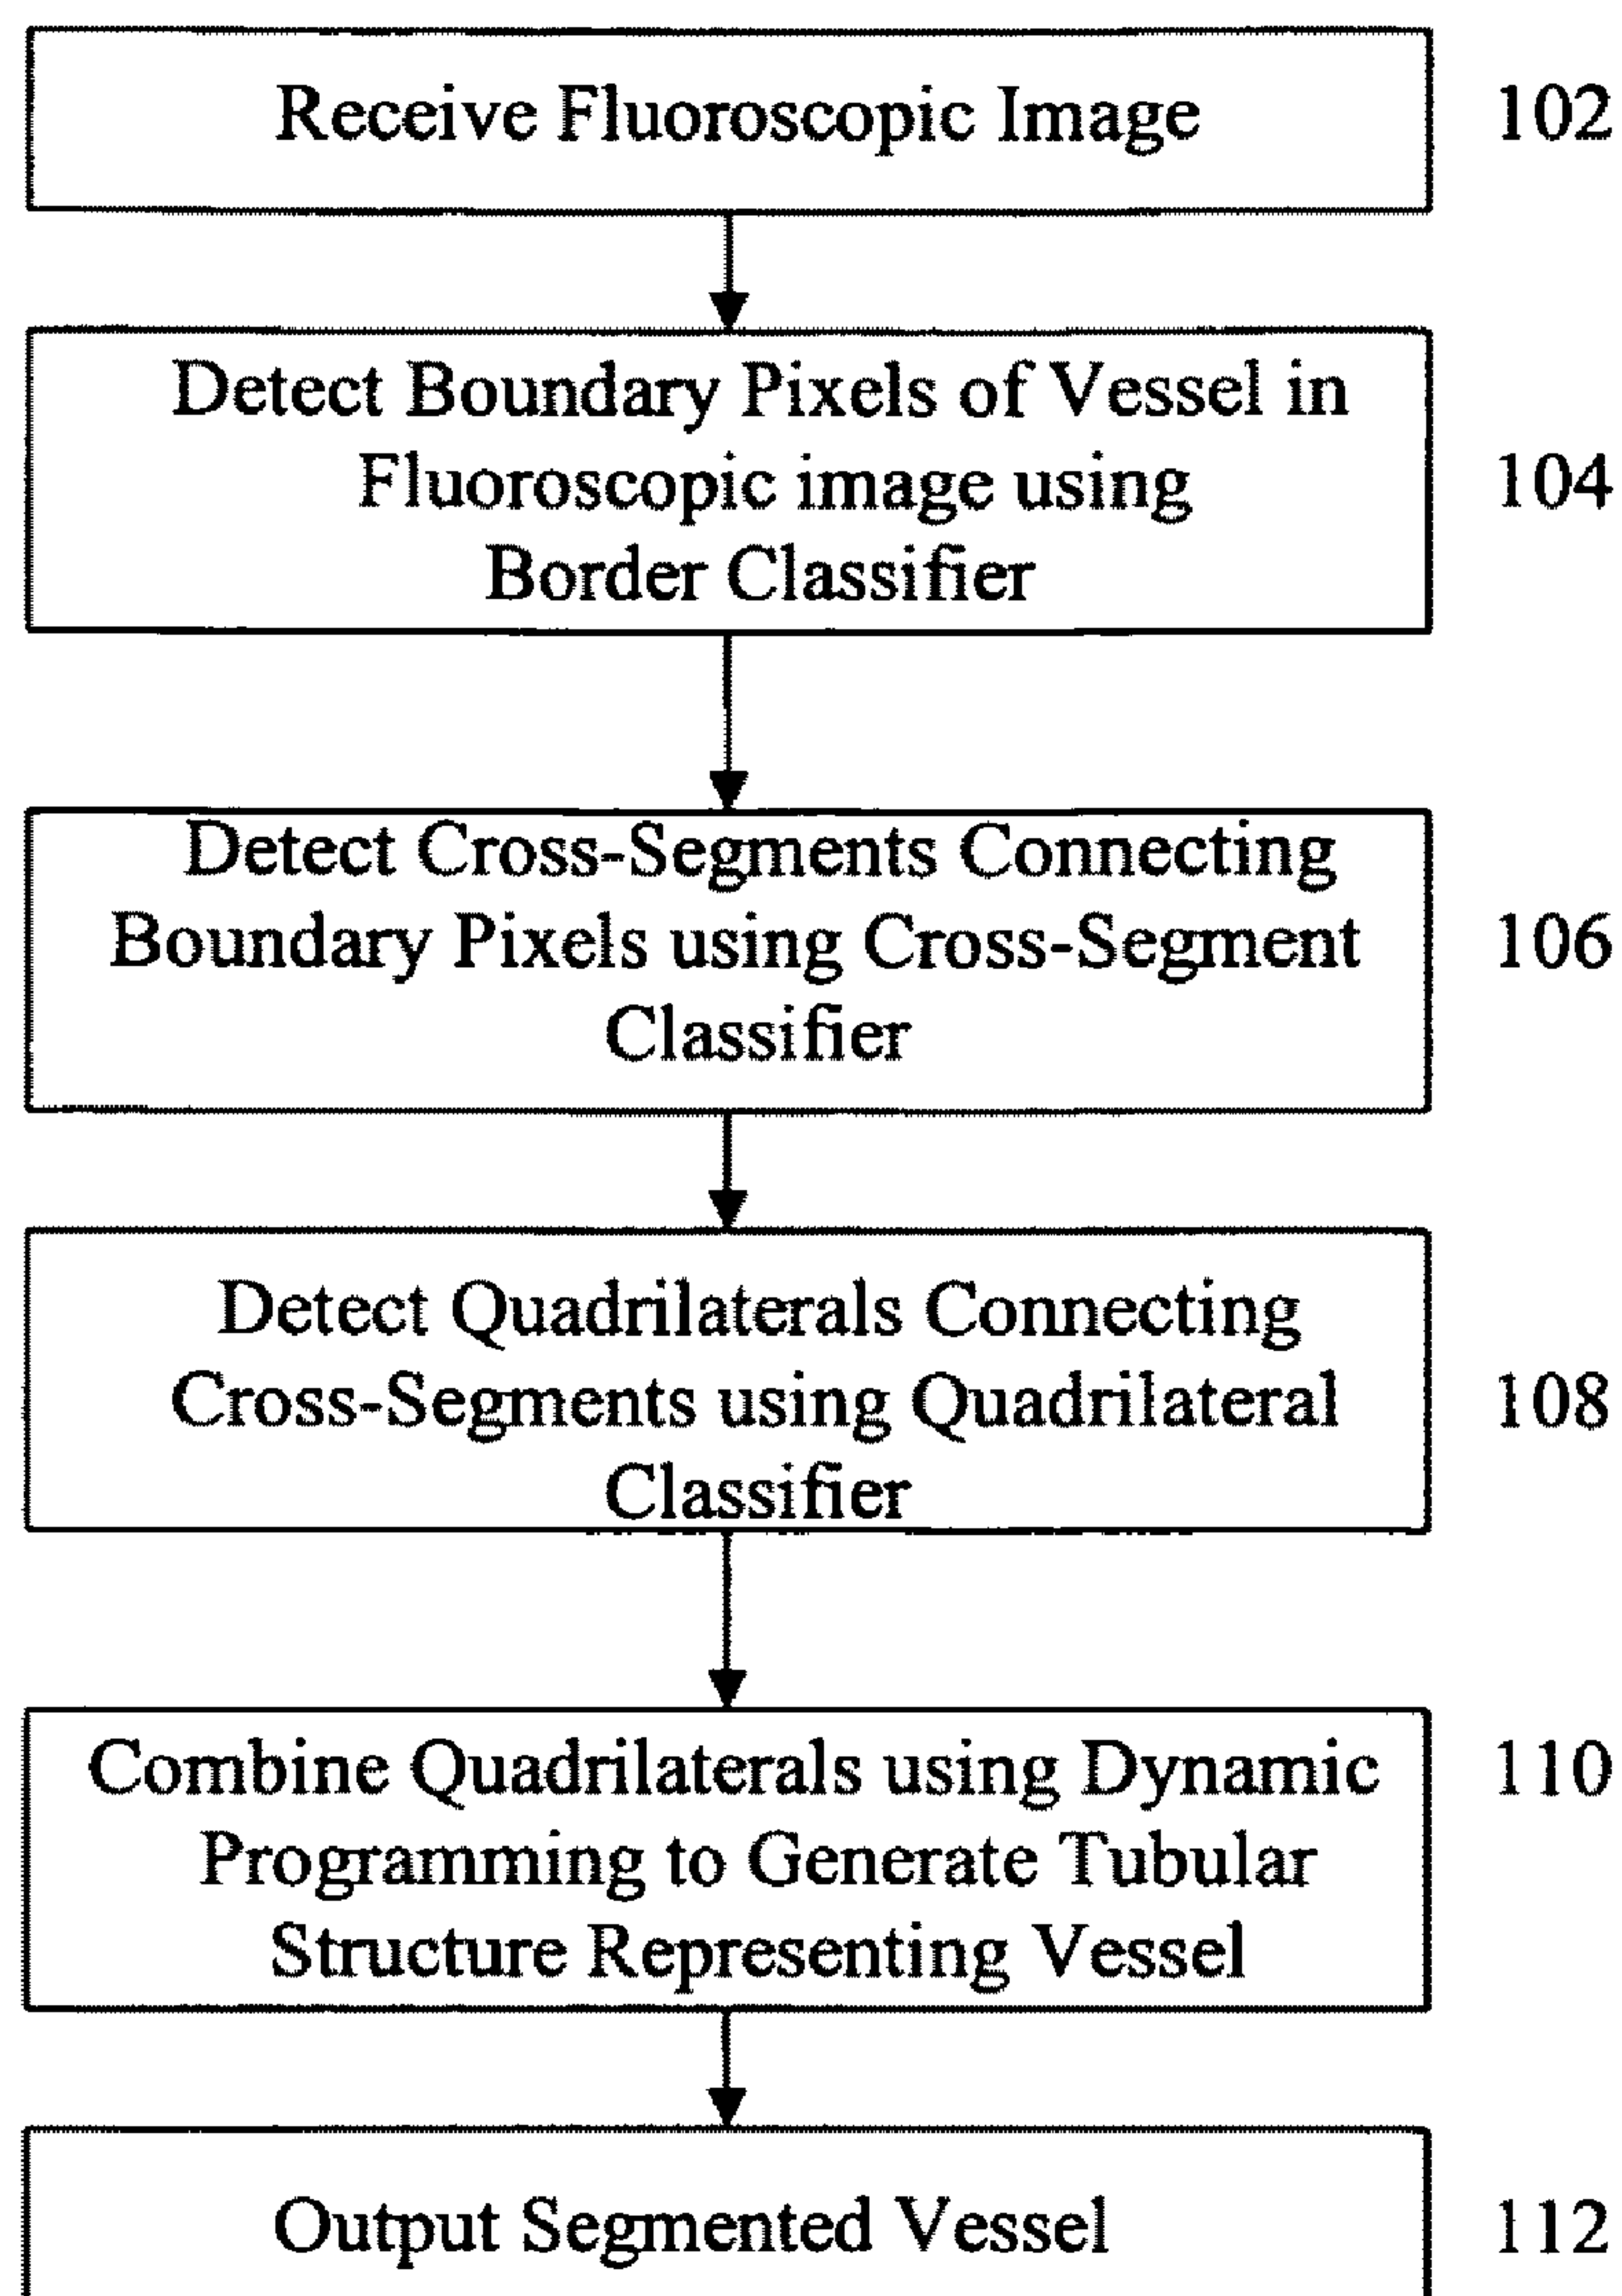 Receive Fluoroscopic Image
102
Detect Boundary Pixels of Vessel in
Fluoroscopic image using
Border Classifier
104
Detect Cross-Segments Connecting
Boundary Pixels using Cross-Segment
Classifier
106
Detect Quadrilaterals Connecting
Cross-Segments using Quadrilateral
Classifier
108
Combine Quadrilaterals using Dynamic
Programming to Generate Tubular
Structure Representing Vessel
110
Output Segmented Vessel
112